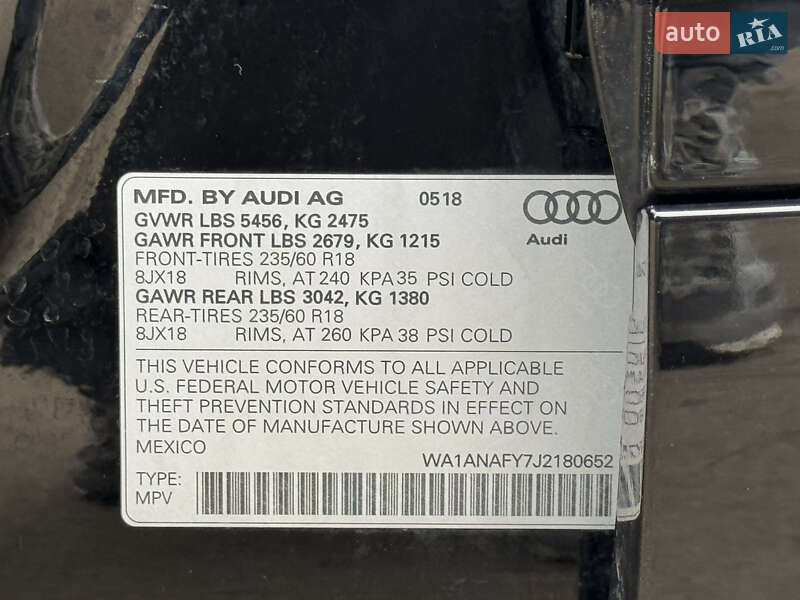 auto RIA .com
MFD. BY AUDI AG 0518
GVWR LBS 5456, KG 2475
GAWR FRONT LBS 2679, KG 1215
Audi
FRONT-TIRES 235/60 R18
8JX18 RIMS, AT 240 KPA 35 PSI COLD
GAWR REAR LBS 3042, KG 1380
REAR-TIRES 235/60 R18
8JX18 RIMS, AT 260 KPA 38 PSI COLD
THIS VEHICLE CONFORMS TO ALL APPLICABLE
U.S. FEDERAL MOTOR VEHICLE SAFETY AND
THEFT PREVENTION STANDARDS IN EFFECT ON
THE DATE OF MANUFACTURE SHOWN ABOVE.
MEXICO
WA1ANAFY7J2180652
TYPE:
MPV